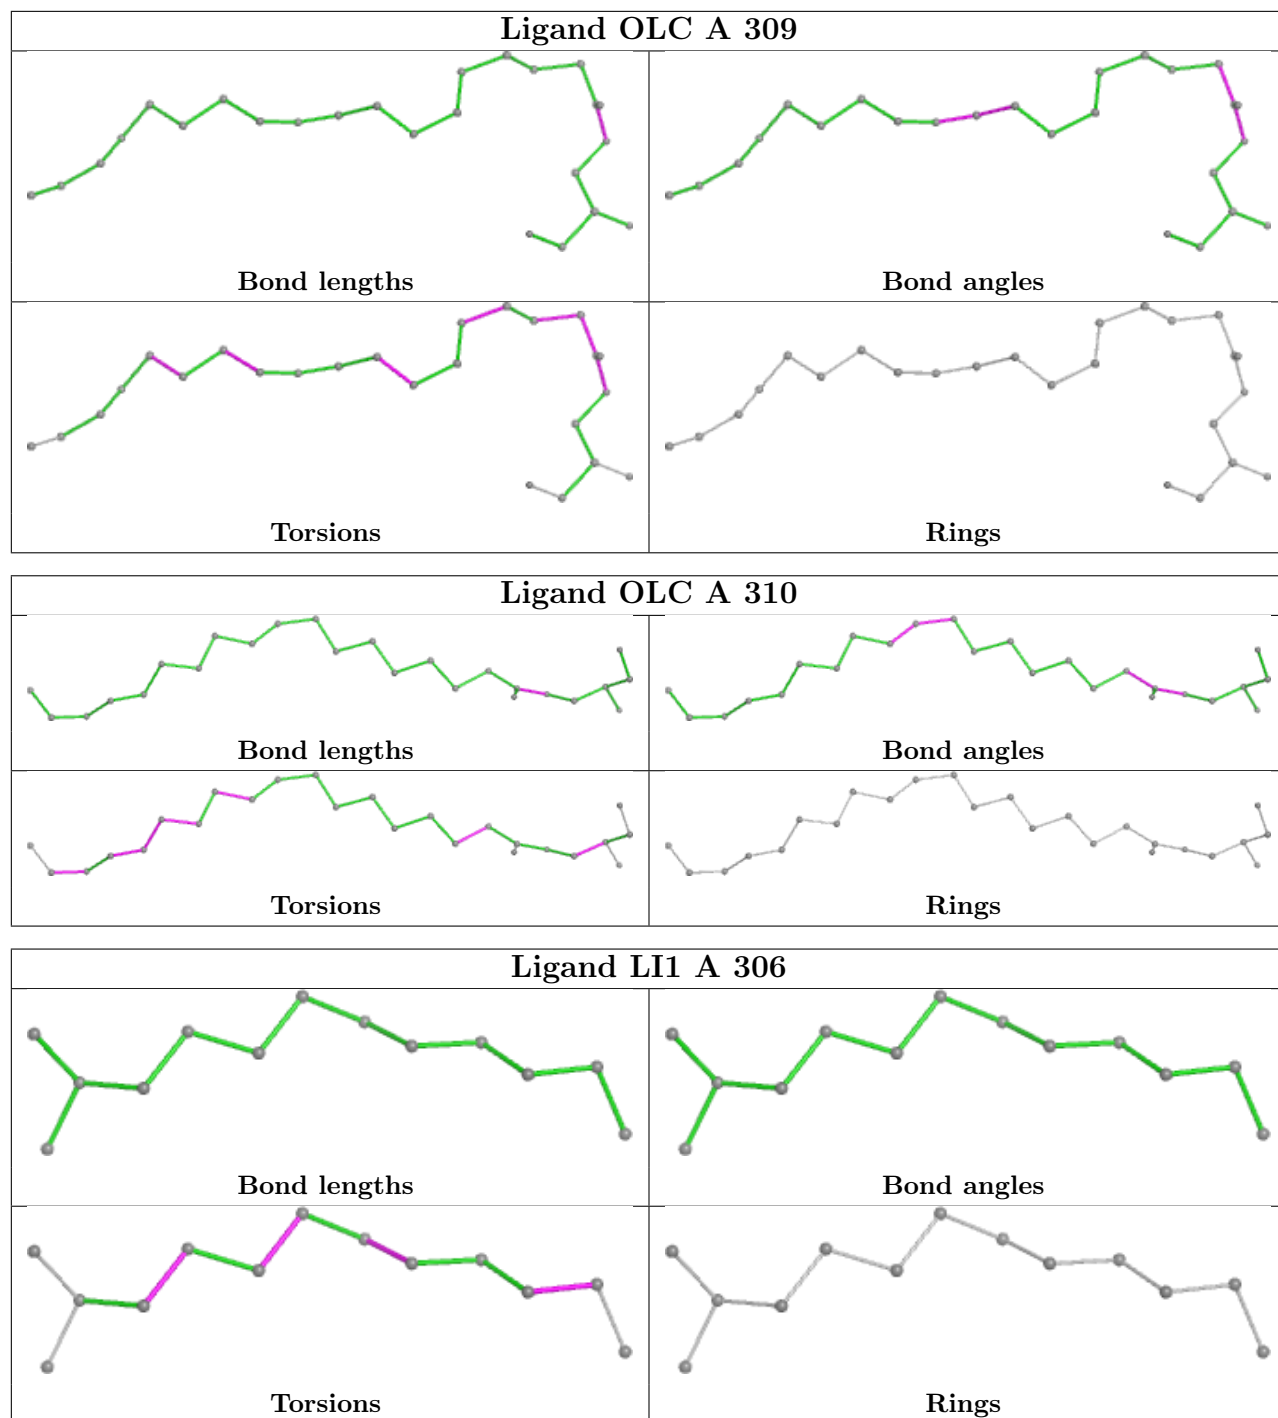 Ligand OLC A 309
Bond lengths
Bond angles
Torsions
Rings
Ligand OLC A 310
Bond lengths
Bond angles
Torsions
Rings
Ligand LI1 A 306
Bond lengths
Bond angles
Torsions
Rings